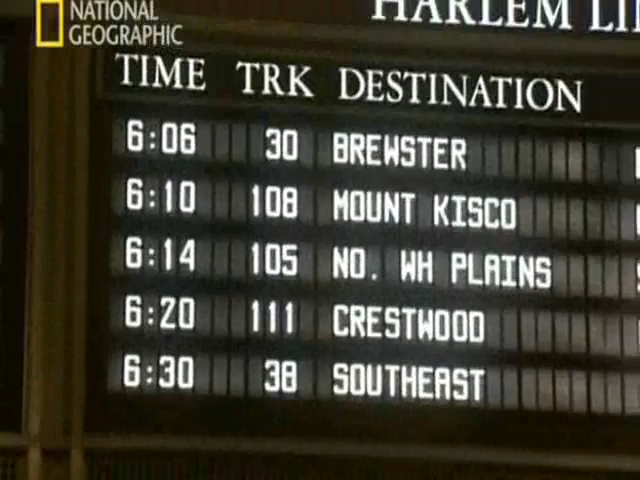 NATIONAL
GEOGRAPHIC
HARLEM
TIME TRK DESTINATION
6:06 30 BREWSTER
6:10 108 MOUNT KISCO
6:14 105 NO. WH PLAINS
6:20 111 CRESTWOOD
6:30 38 SOUTHEAST